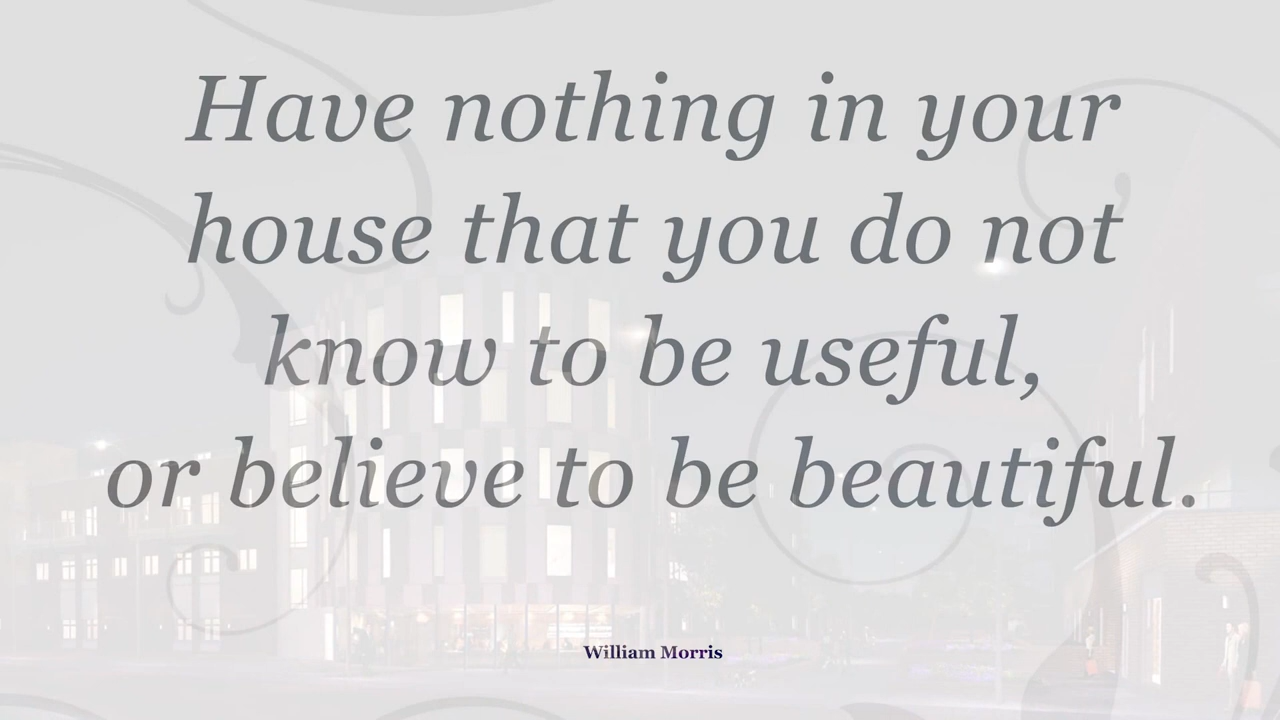 Have nothing in your
house that you do not
know to be useful,
or believe to be beautiful.
William Morris